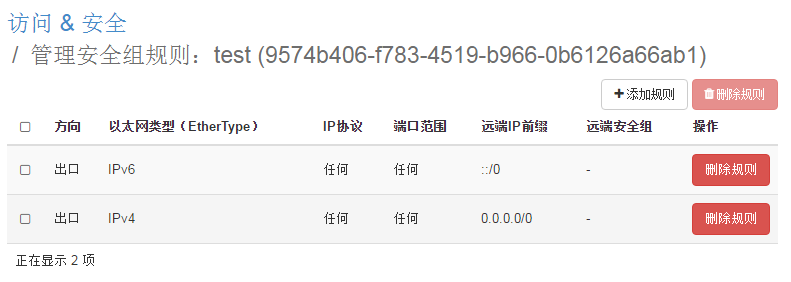 访问 & 安全
/ 管理安全组规则：test (9574b406-f783-4519-b966-0b6126a66ab1)
添加规则 删除规则
方向 以太网类型（EtherType） IP协议 端口范围 远端IP前缀 远端安全组 操作
出口 IPv6 任何 任何 ::/0 - 删除规则
出口 IPv4 任何 任何 0.0.0.0/0 - 删除规则
正在显示 2 项